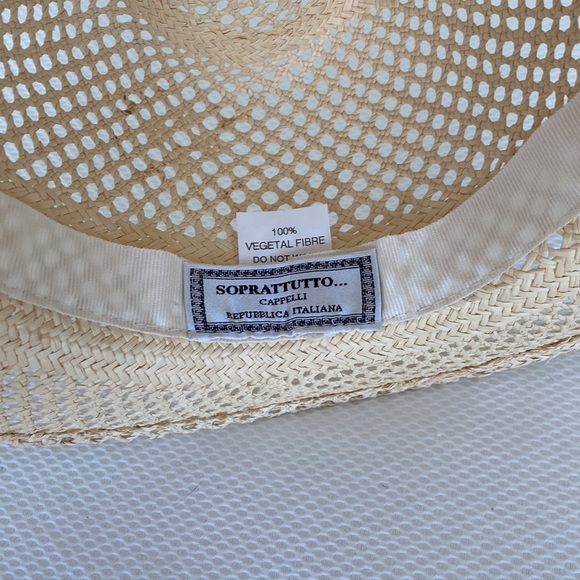 100%
VEGETAL FIBRE
DO NOT
SOPRATTUTTO...
CAPPELLI
REPUBBLICA ITALIANA